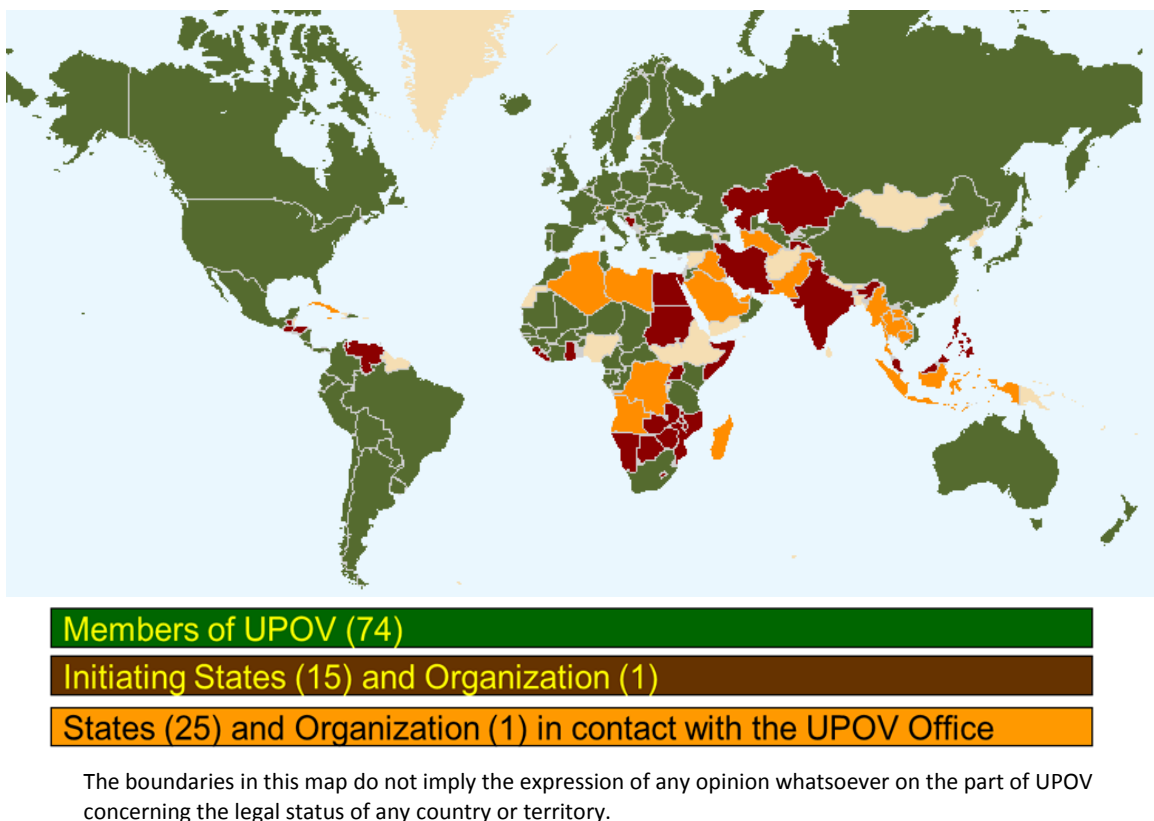 Members of UPOV (74)
Initiating States (15) and Organization (1)
States (25) and Organization (1) in contact with the UPOV Office
The boundaries in this map do not imply the expression of any opinion whatsoever on the part of UPOV
concerning the legal status of any country or territory.